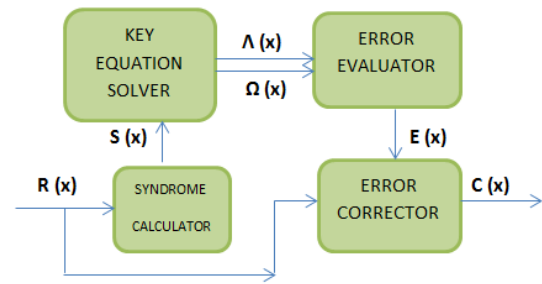 KEY
EQUATION
SOLVER
Λ (x)
Ω (x)
ERROR
EVALUATOR
S (x)
E (x)
R (x)
SYNDROME
CALCULATOR
ERROR
CORRECTOR
C (x)